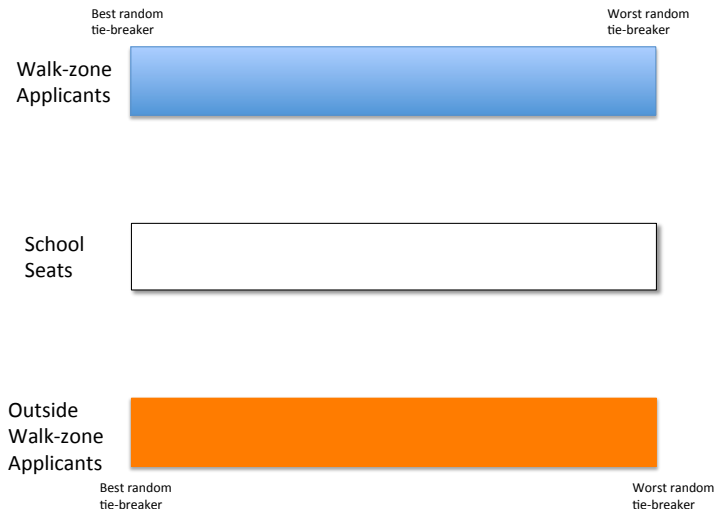 Best random
tie-breaker
Worst random
tie-breaker
Walk-zone
Applicants
School
Seats
Outside
Walk-zone
Applicants
Best random
tie-breaker
Worst random
tie-breaker